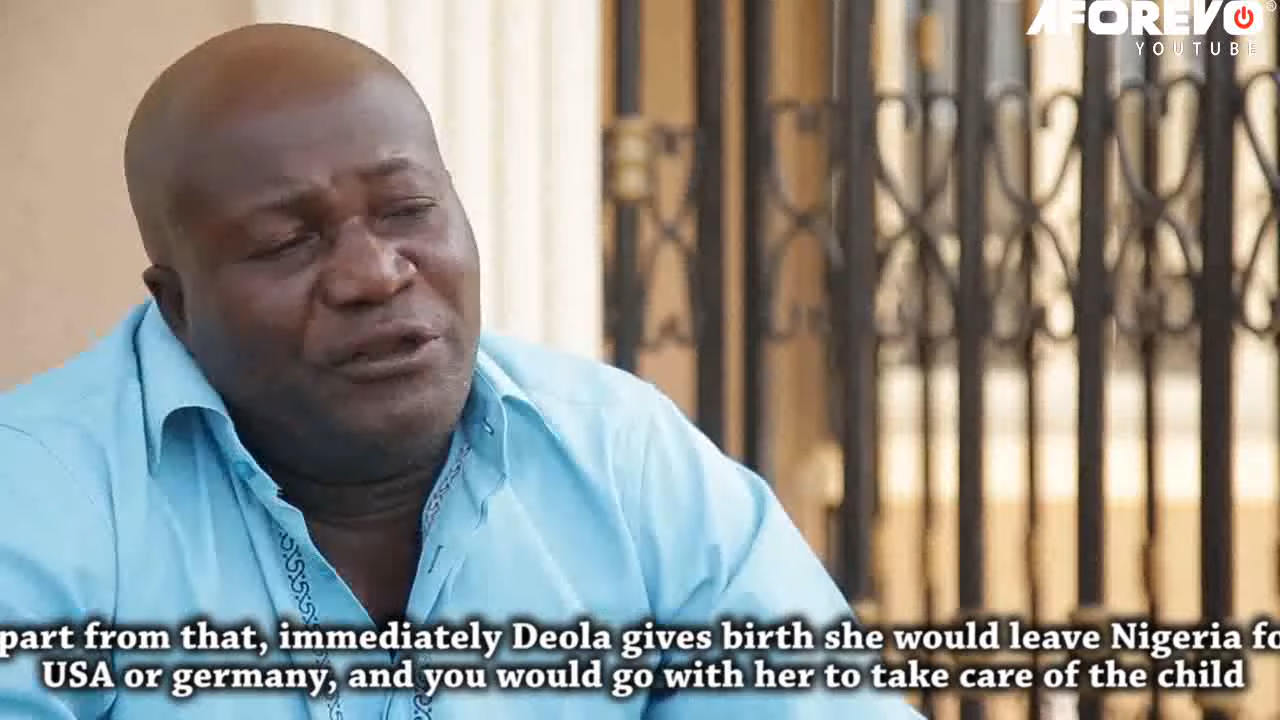 AFOREVO
YOUTUBE
part from that, immediately Deola gives birth she would leave Nigeria fo
USA or germany, and you would go with her to take care of the child